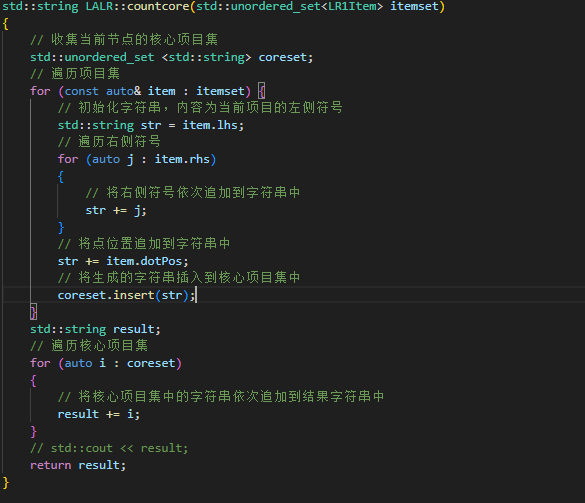 std::string LALR::countcore(std::unordered_set<LR1Item> itemset)
{
    // 收集当前节点的核心项目集
    std::unordered_set <std::string> coreset;
    // 遍历项目集
    for (const auto& item : itemset) {
        // 初始化字符串，内容为当前项目的左侧符号
        std::string str = item.lhs;
        // 遍历右侧符号
        for (auto j : item.rhs)
        {
            // 将右侧符号依次追加到字符串中
            str += j;
        }
        // 将点位置追加到字符串中
        str += item.dotPos;
        // 将生成的字符串插入到核心项目集中
        coreset.insert(str);
    }
    std::string result;
    // 遍历核心项目集
    for (auto i : coreset)
    {
        // 将核心项目集中的字符串依次追加到结果字符串中
        result += i;
    }
    // std::cout << result;
    return result;
}